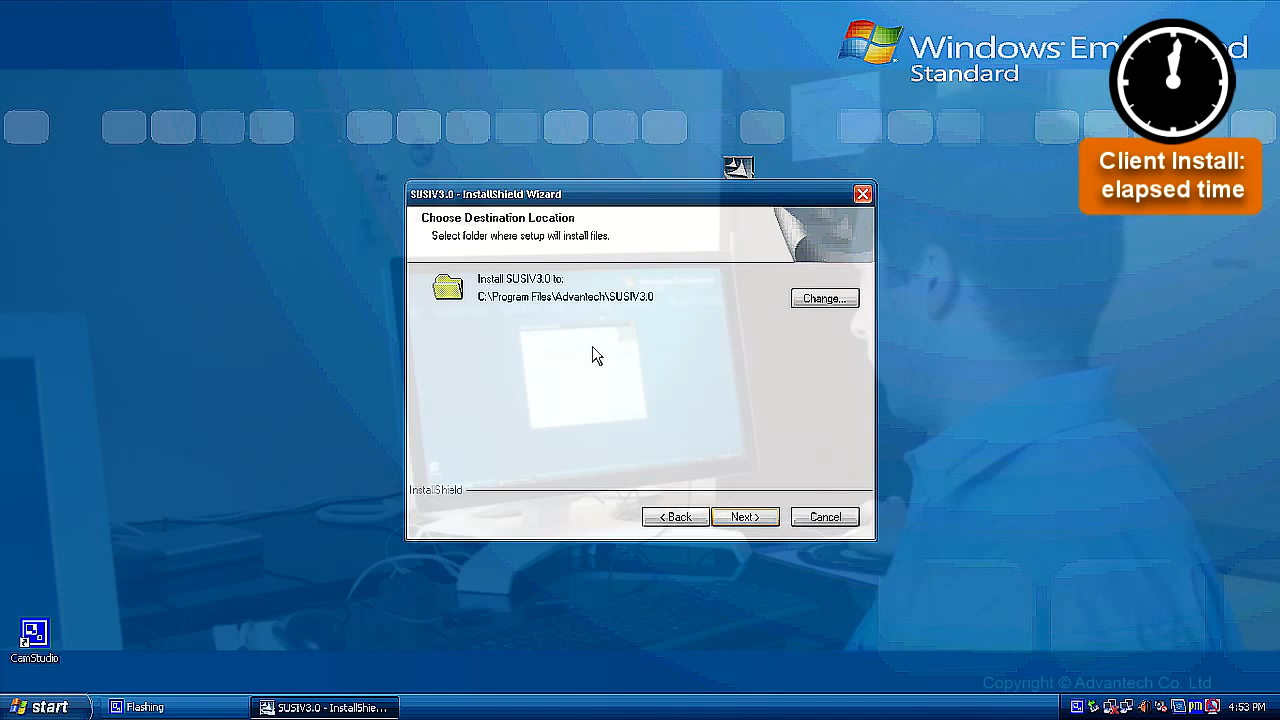 Windows Em d
Standard
Client Install:
elapsed time
SUSIV3.0 - InstallShield Wizard
Choose Destination Location
Select folder where setup will install files.
Install SUSIV3.0 to:
C:\Program Files\Advantech\SUSIV3.0
Change...
InstallShield
< Back
Next >
Cancel
CamStudio
Copyright © Advantech Co. Ltd
start
Flashing
SUSIV3.0 - InstallShie...
pm
4:53 PM